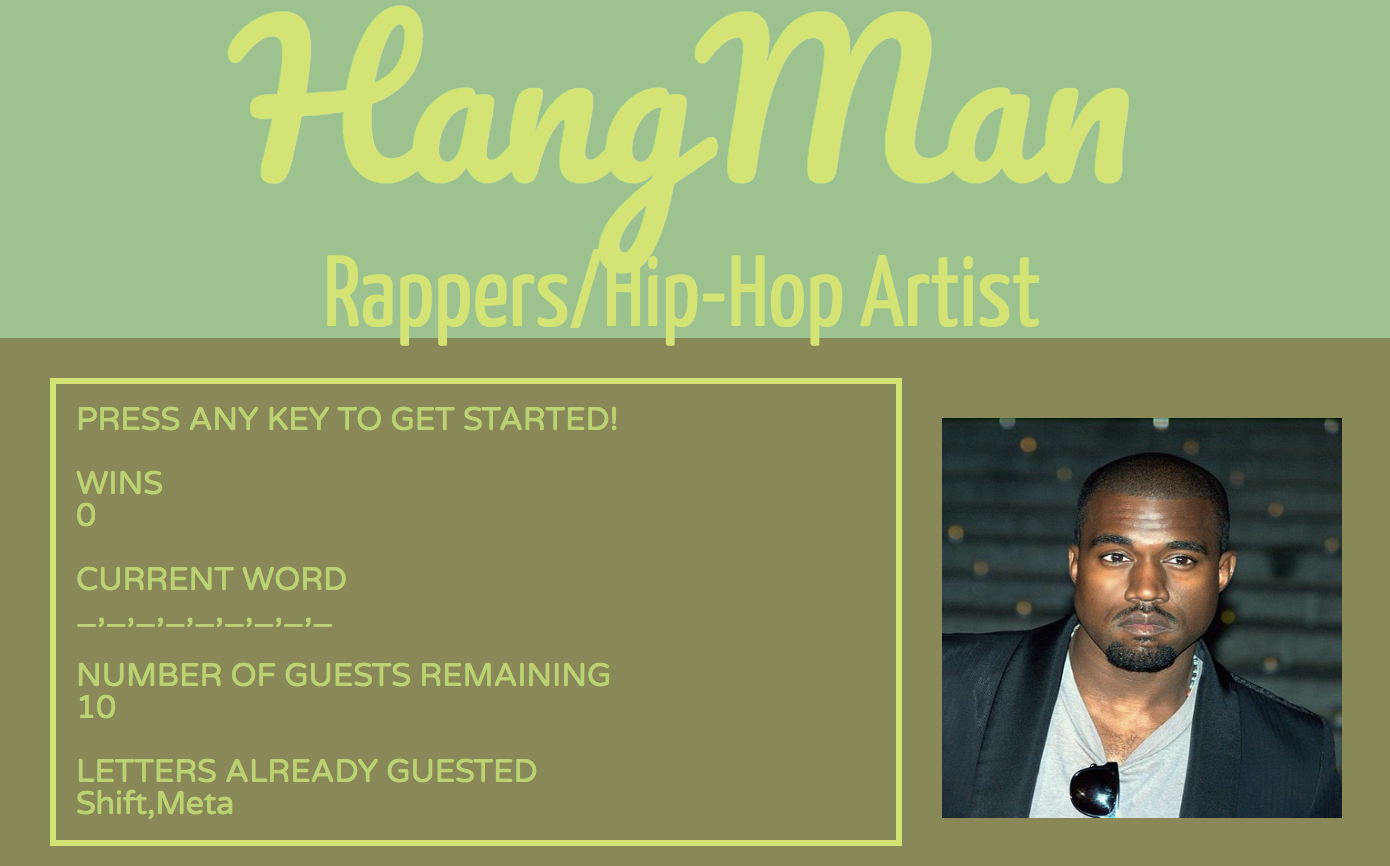 HangMan
Rappers/Hip-Hop Artist
PRESS ANY KEY TO GET STARTED!
WINS
0
CURRENT WORD
_,_,_,_,_,_,_,_,_
NUMBER OF GUESTS REMAINING
10
LETTERS ALREADY GUESTED
Shift,Meta